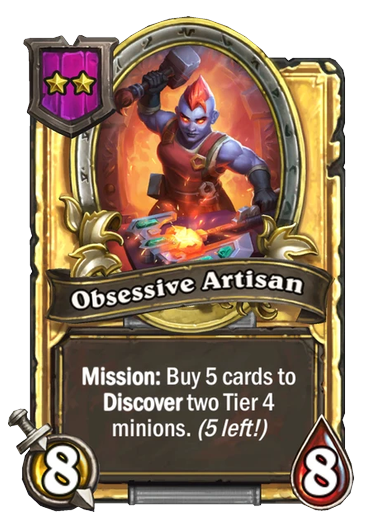 Obsessive Artisan
Mission: Buy 5 cards to
Discover two Tier 4
minions. (5 left!)
8 8